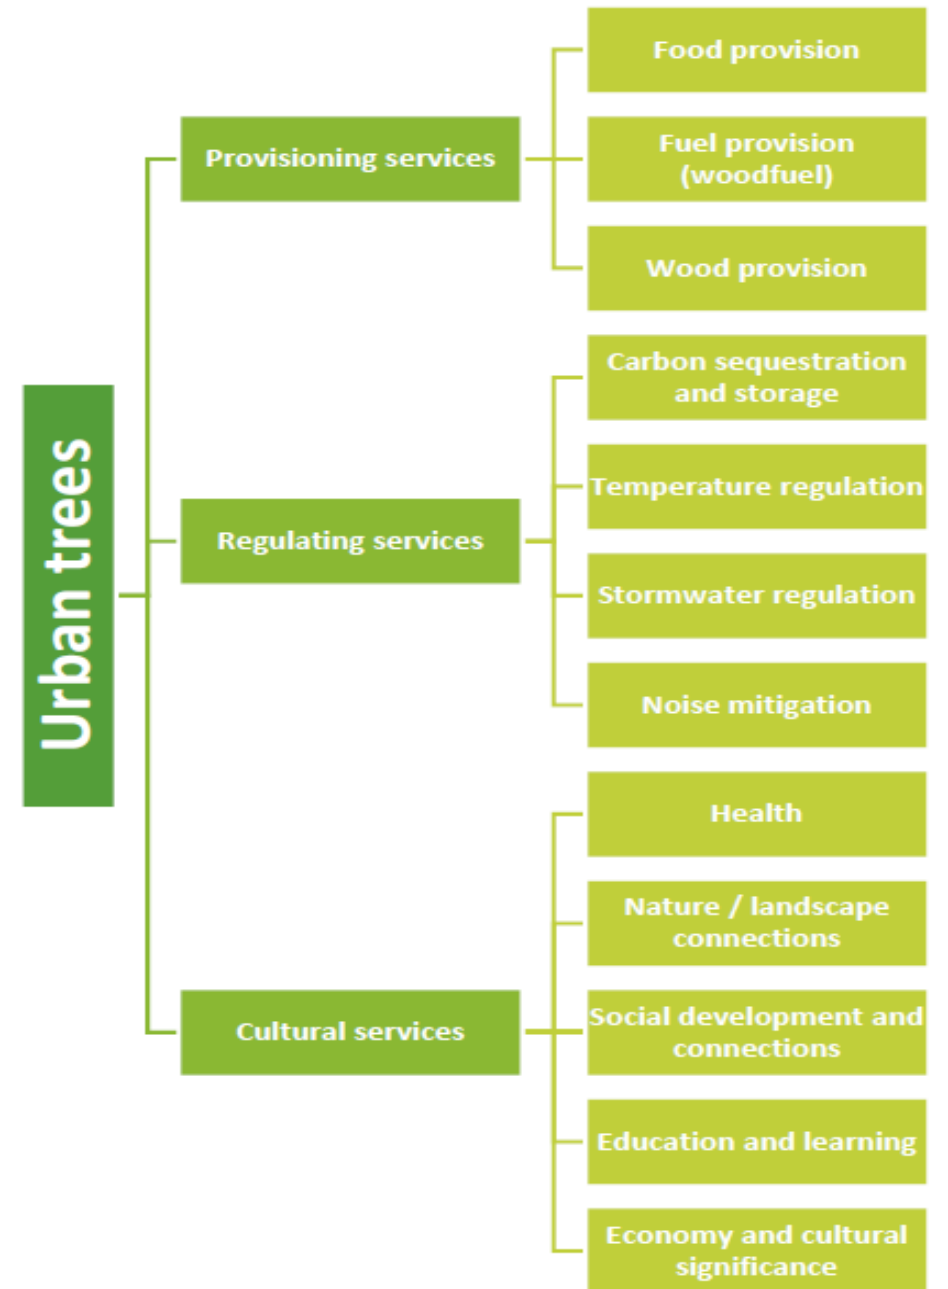 Urban trees
Provisioning services
Food provision
Fuel provision
(woodfuel)
Wood provision
Regulating services
Carbon sequestration
and storage
Temperature regulation
Stormwater regulation
Noise mitigation
Cultural services
Health
Nature / landscape
connections
Social development and
connections
Education and learning
Economy and cultural
significance